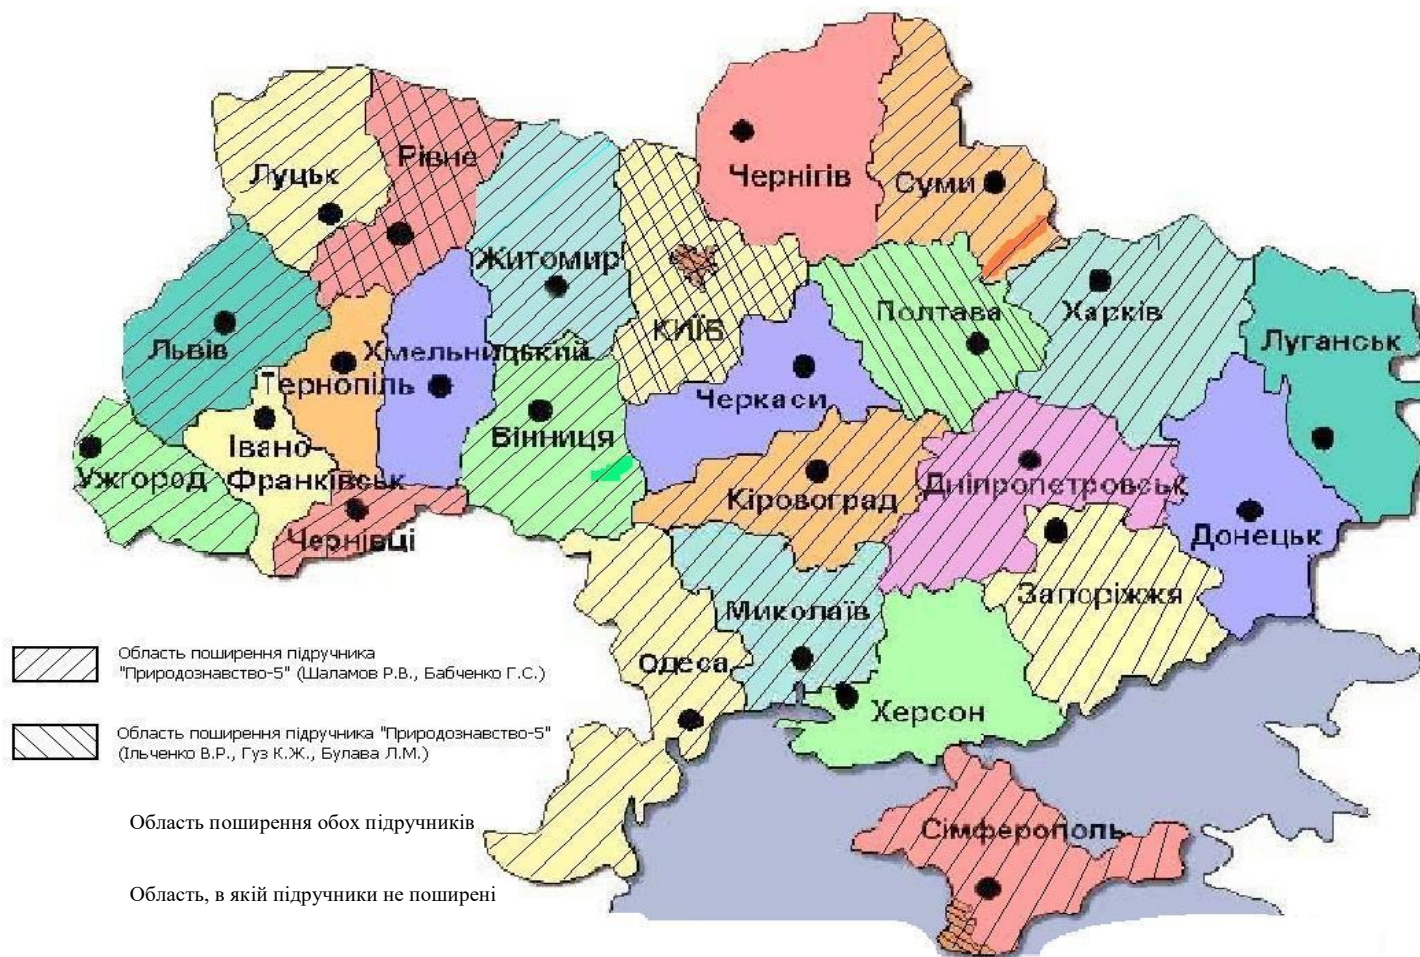 Чернігів
Суми
Рівне
Луцьк
Житомир
КИЇВ
Полтава
Харків
Луганськ
Львів
Хмельницький
Тернопіль
Черкаси
Вінниця
Івано-
Франківськ
Ужгород
Кіровоград
Дніпропетровськ
Донецьк
Чернівці
Запоріжжя
Миколаїв
Одеса
Херсон
Сімферополь
Область поширення підручника
"Природознавство-5" (Шаламов Р.В., Бабченко Г.С.)
Область поширення підручника "Природознавство-5"
(Ільченко В.Р., Гуз К.Ж., Булава Л.М.)
Область поширення обох підручників
Область, в якій підручники не поширені